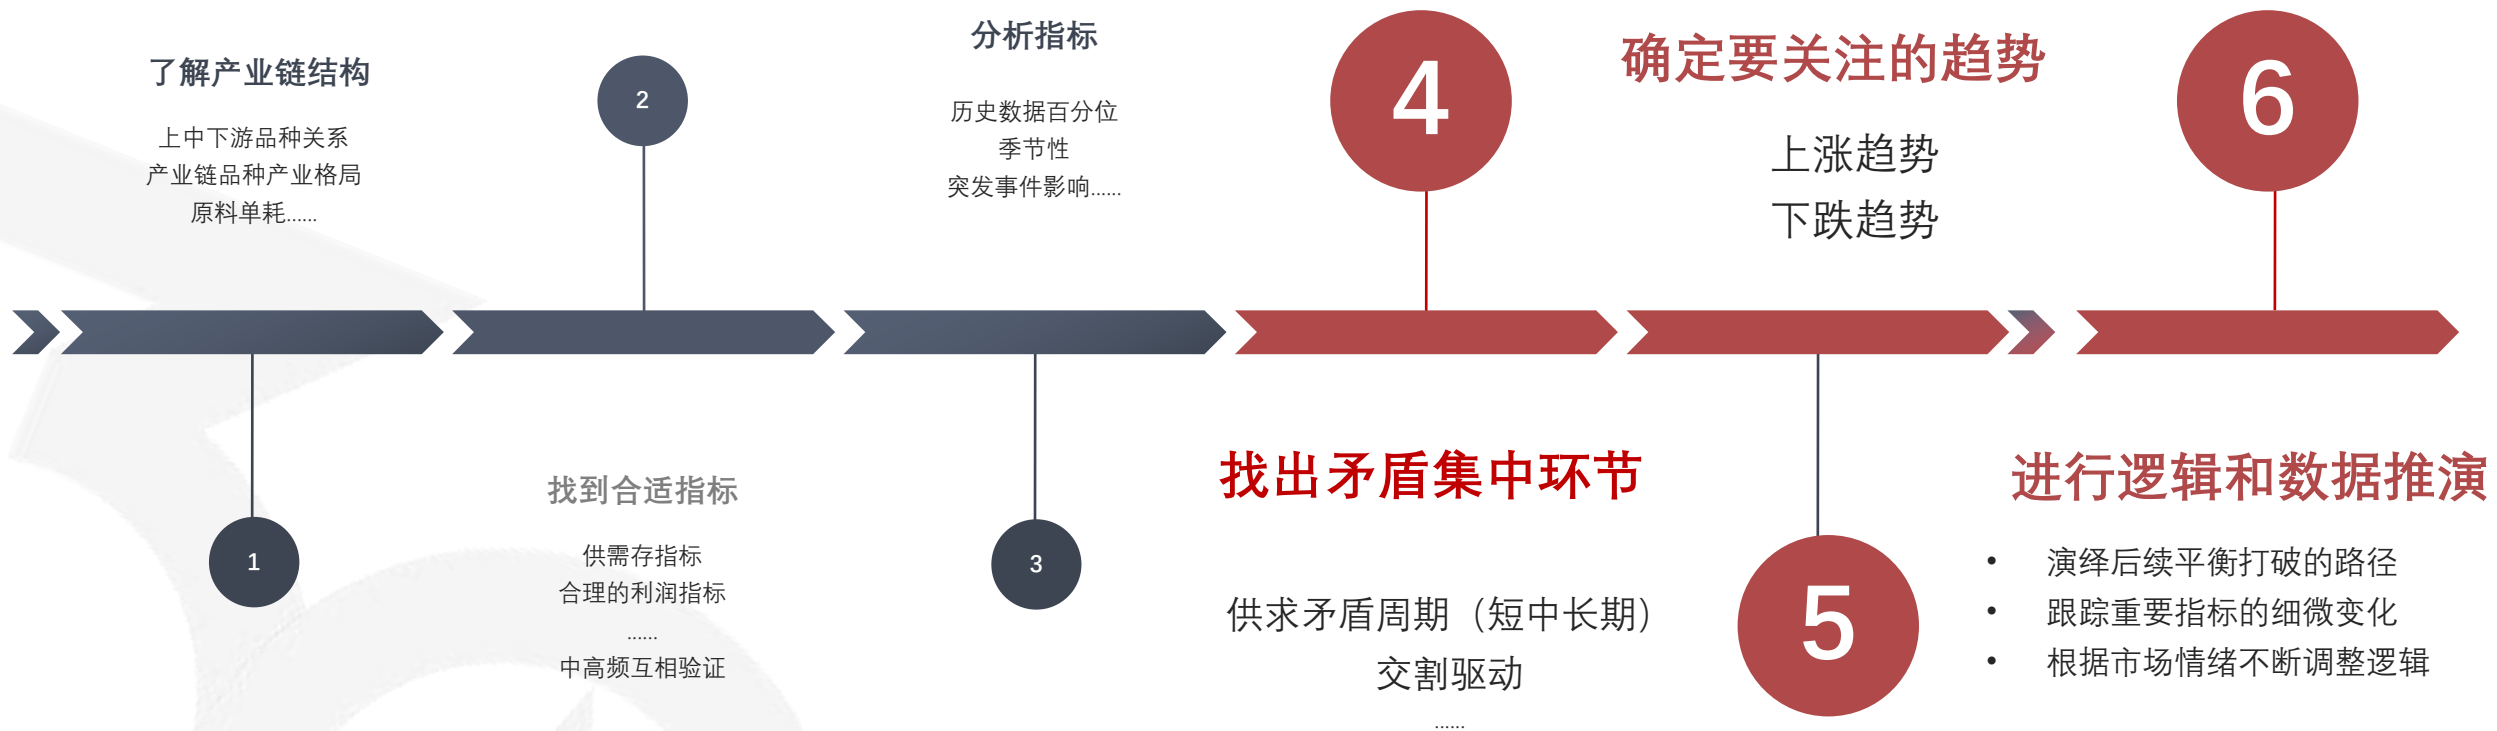 了解产业链结构
上中下游品种关系
产业链品种产业格局
原料单耗......
1
2
找到合适指标
供需存指标
合理的利润指标
......
中高频互相验证
分析指标
历史数据百分位
季节性
突发事件影响......
3
4
找出矛盾集中环节
供求矛盾周期（短中长期）
交割驱动
......
确定要关注的趋势
上涨趋势
下跌趋势
5
6
进行逻辑和数据推演
• 演绎后续平衡打破的路径
• 跟踪重要指标的细微变化
• 根据市场情绪不断调整逻辑